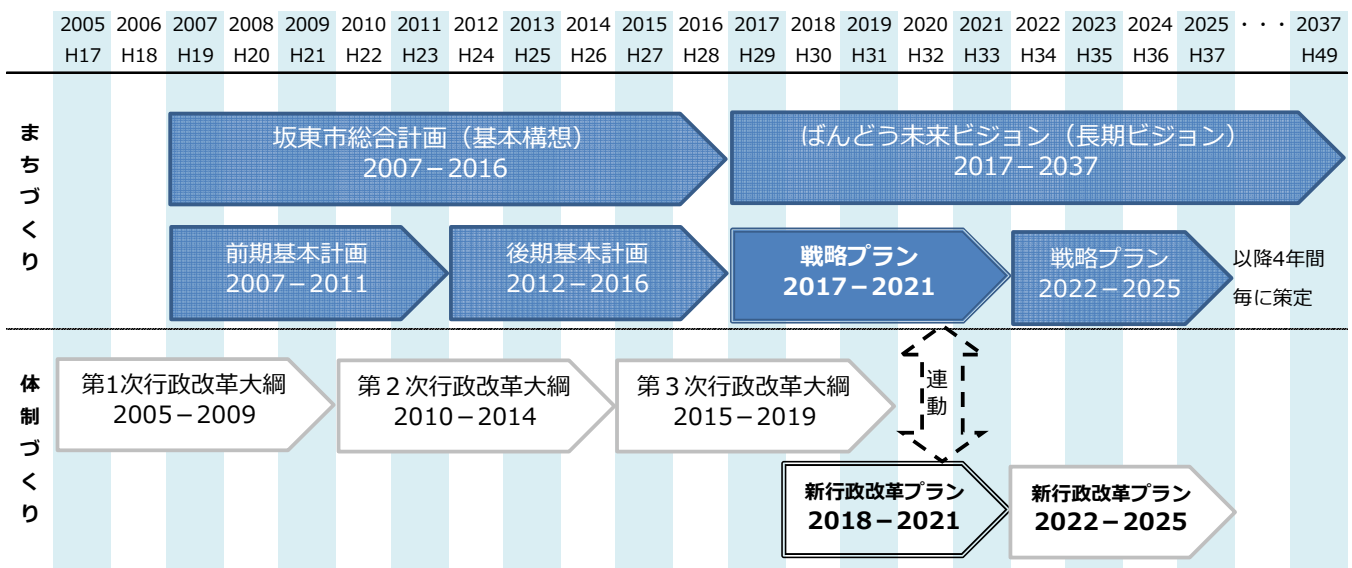 2005 2006 2007 2008 2009 2010 2011 2012 2013 2014 2015 2016 2017 2018 2019 2020 2021 2022 2023 2024 2025 ・・・ 2037
H17 H18 H19 H20 H21 H22 H23 H24 H25 H26 H27 H28 H29 H30 H31 H32 H33 H34 H35 H36 H37 H49
まちづくり
坂東市総合計画（基本構想）
2007－2016
ばんどう未来ビジョン（長期ビジョン）
2017－2037
前期基本計画
2007－2011
後期基本計画
2012－2016
戦略プラン
2017－2021
戦略プラン
2022－2025
以降4年間
毎に策定
体制づくり
第1次行政改革大綱
2005－2009
第２次行政改革大綱
2010－2014
第３次行政改革大綱
2015－2019
連動
新行政改革プラン
2018－2021
新行政改革プラン
2022－2025